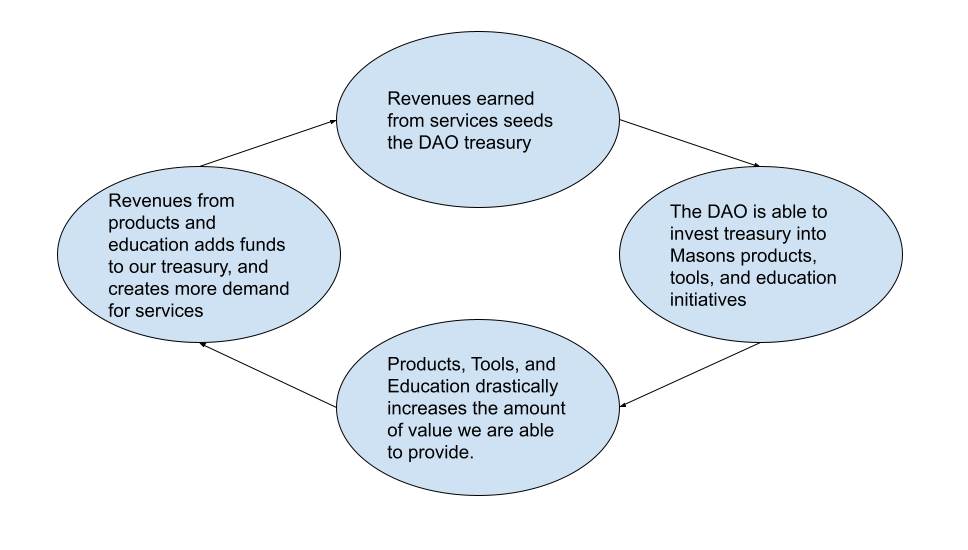 Revenues earned
from services seeds
the DAO treasury
Revenues from
products and
education adds funds
to our treasury, and
creates more demand
for services
The DAO is able to
invest treasury into
Masons products,
tools, and education
initiatives
Products, Tools, and
Education drastically
increases the amount
of value we are able
to provide.